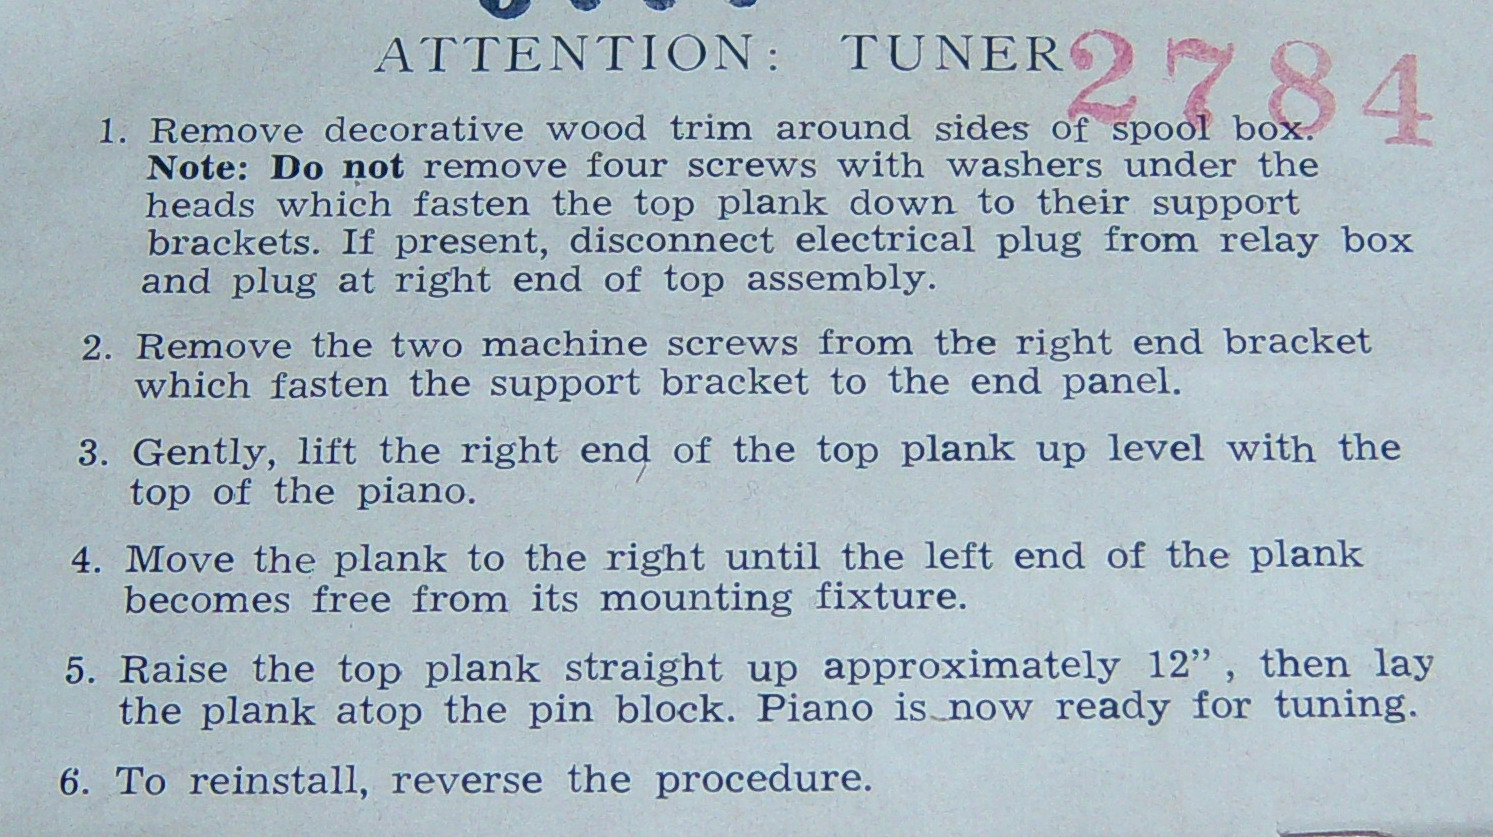 ATTENTION: TUNER 2784
1. Remove decorative wood trim around sides of spool box.
Note: Do not remove four screws with washers under the
heads which fasten the top plank down to their support
brackets. If present, disconnect electrical plug from relay box
and plug at right end of top assembly.
2. Remove the two machine screws from the right end bracket
which fasten the support bracket to the end panel.
3. Gently, lift the right end of the top plank up level with the
top of the piano.
4. Move the plank to the right until the left end of the plank
becomes free from its mounting fixture.
5. Raise the top plank straight up approximately 12”, then lay
the plank atop the pin block. Piano is now ready for tuning.
6. To reinstall, reverse the procedure.